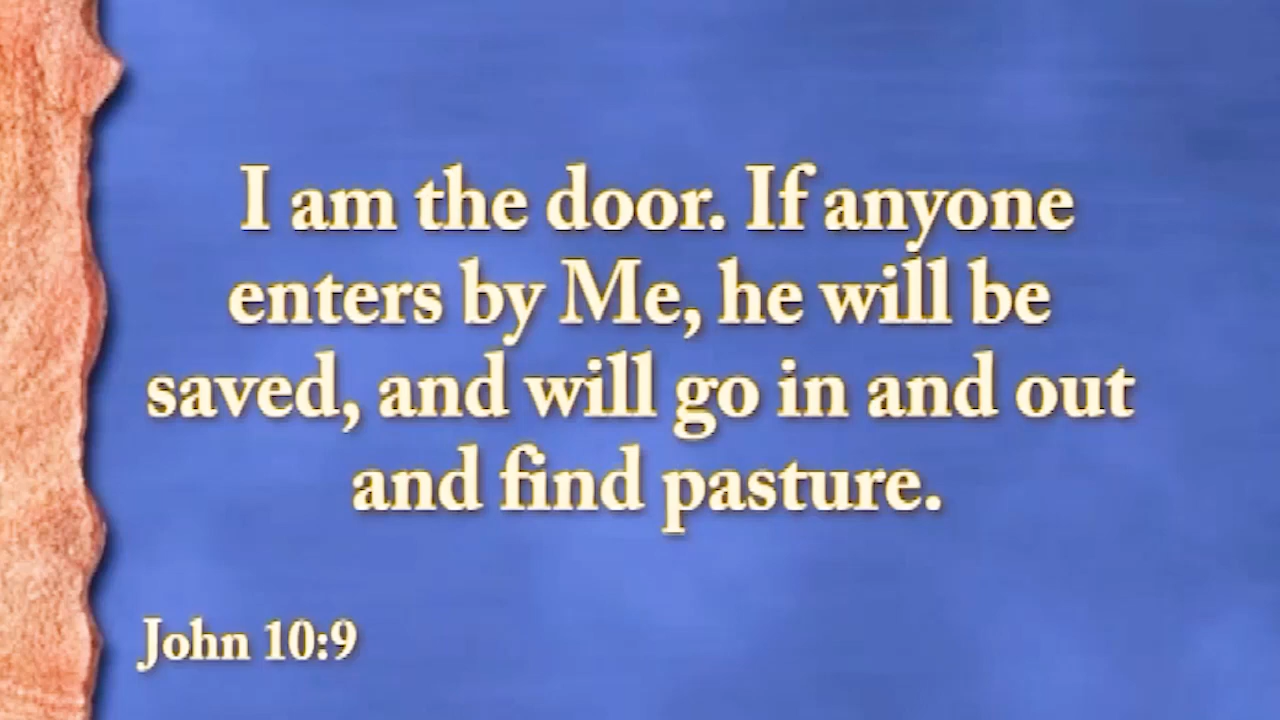 I am the door. If anyone
enters by Me, he will be
saved, and will go in and out
and find pasture.
John 10:9